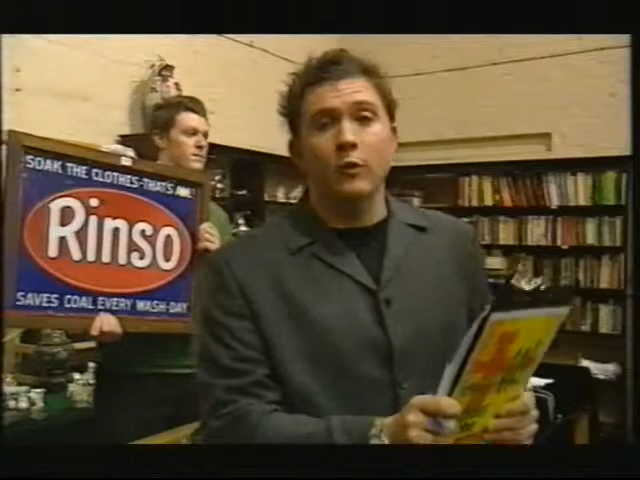 SOAK THE CLOTHES-THAT'S ALL!
Rinso
SAVES COAL EVERY WASH-DAY